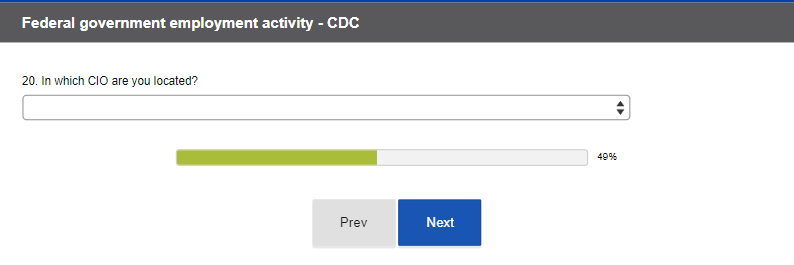 Federal government employment activity - CDC
20. In which CIO are you located?
49%
Prev
Next